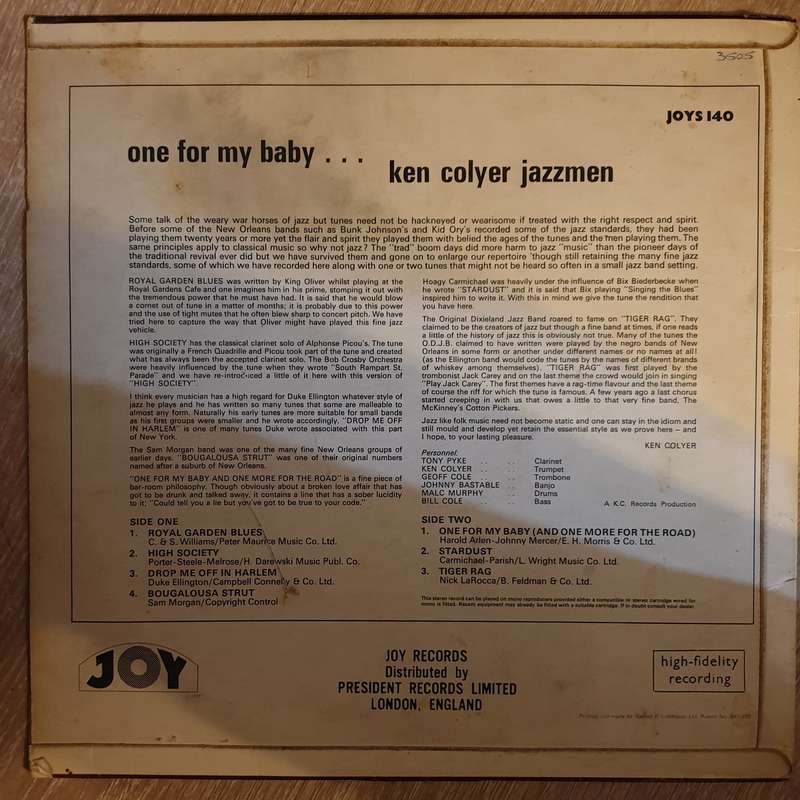 3505
JOYS 140
one for my baby . . .
ken colyer jazzmen
Some talk of the weary war horses of jazz but tunes need not be hackneyed or wearisome if treated with the right respect and spirit.
Before some of the New Orleans bands such as Bunk Johnson's and Kid Ory's recorded some of the jazz standards, they had been
playing them twenty years or more yet the flair and spirit they played them with belied the ages of the tunes and the men playing them. The
same principles apply to classical music so why not jazz? The "trad" boom days did more harm to jazz "music" than the pioneer days of
the traditional revival ever did but we have survived them and gone on to enlarge our repertoire 'though still retaining the many fine jazz
standards, some of which we have recorded here along with one or two tunes that might not be heard so often in a small jazz band setting.
ROYAL GARDEN BLUES was written by King Oliver whilst playing at the
Royal Gardens Cafe and one imagines him in his prime, stomping it out with
the tremendous power that he must have had. It is said that he would blow
a cornet out of tune in a matter of months; it is probably due to this power
and the use of tight mutes that he often blew sharp to concert pitch. We have
tried here to capture the way that Oliver might have played this fine jazz
vehicle.
HIGH SOCIETY has the classical clarinet solo of Alphonse Picou's. The tune
was originally a French Quadrille and Picou took part of the tune and created
what has always been the accepted clarinet solo. The Bob Crosby Orchestra
were heavily influenced by the tune when they wrote "South Rampart St.
Parade" and we have re-introduced a little of it here with this version of
"HIGH SOCIETY".
I think every musician has a high regard for Duke Ellington whatever style of
jazz he plays and he has written so many tunes that some are malleable to
almost any form. Naturally his early tunes are more suitable for small bands
as his first groups were smaller and he wrote accordingly. "DROP ME OFF
IN HARLEM" is one of many tunes Duke wrote associated with this part
of New York.
The Sam Morgan band was one of the many fine New Orleans groups of
earlier days. "BOUGALOUSA STRUT" was one of their original numbers
named after a suburb of New Orleans.
"ONE FOR MY BABY AND ONE MORE FOR THE ROAD" is a fine piece of
bar-room philosophy. Though obviously about a broken love affair that has
got to be drunk and talked away, it contains a line that has a sober lucidity
to it; "Could tell you a lie but you've got to be true to your code."
Hoagy Carmichael was heavily under the influence of Bix Biederbecke when
he wrote "STARDUST" and it is said that Bix playing "Singing the Blues"
inspired him to write it. With this in mind we give the tune the rendition that
you have here.
The Original Dixieland Jazz Band roared to fame on "TIGER RAG". They
claimed to be the creators of jazz but though a fine band at times, if one reads
a little of the history of jazz this is obviously not true. Many of the tunes the
O.D.J.B. claimed to have written were played by the negro bands of New
Orleans in some form or another under different names or no names at all!
(as the Ellington band would code the tunes by the names of different brands
of whiskey among themselves). "TIGER RAG" was first played by the
trombonist Jack Carey and on the last theme the crowd would join in singing
"Play Jack Carey". The first themes have a rag-time flavour and the last theme
of course the riff for which the tune is famous. A few years ago a last chorus
started creeping in with us that owes a little to that very fine band, The
McKinney's Cotton Pickers.
Jazz like folk music need not become static and one can stay in the idiom and
still mould and develop yet retain the essential style as we prove here – and
I hope, to your lasting pleasure.
KEN COLYER
Personnel:
TONY PYKE .. .. Clarinet
KEN COLYER .. .. Trumpet
GEOFF COLE .. .. Trombone
JOHNNY BASTABLE .. Banjo
MALC MURPHY .. .. Drums
BILL COLE .. .. Bass
A K.C. Records Production
SIDE ONE
1. ROYAL GARDEN BLUES
C. & S. Williams/Peter Maurice Music Co. Ltd.
2. HIGH SOCIETY
Porter-Steele-Melrose/H. Darewski Music Publ. Co.
3. DROP ME OFF IN HARLEM
Duke Ellington/Campbell Connelly & Co. Ltd.
4. BOUGALOUSA STRUT
Sam Morgan/Copyright Control
SIDE TWO
1. ONE FOR MY BABY (AND ONE MORE FOR THE ROAD)
Harold Arlen-Johnny Mercer/E. H. Morris & Co. Ltd.
2. STARDUST
Carmichael-Parish/L. Wright Music Co. Ltd.
3. TIGER RAG
Nick LaRocca/B. Feldman & Co. Ltd.
This stereo record can be played on mono reproducers provided either a compatible or stereo cartridge wired for
mono is fitted. Recent equipment may already be fitted with a suitable cartridge. If in doubt consult your dealer.
JOY
JOY RECORDS
Distributed by
PRESIDENT RECORDS LIMITED
LONDON, ENGLAND
high-fidelity
recording
Printed and made by